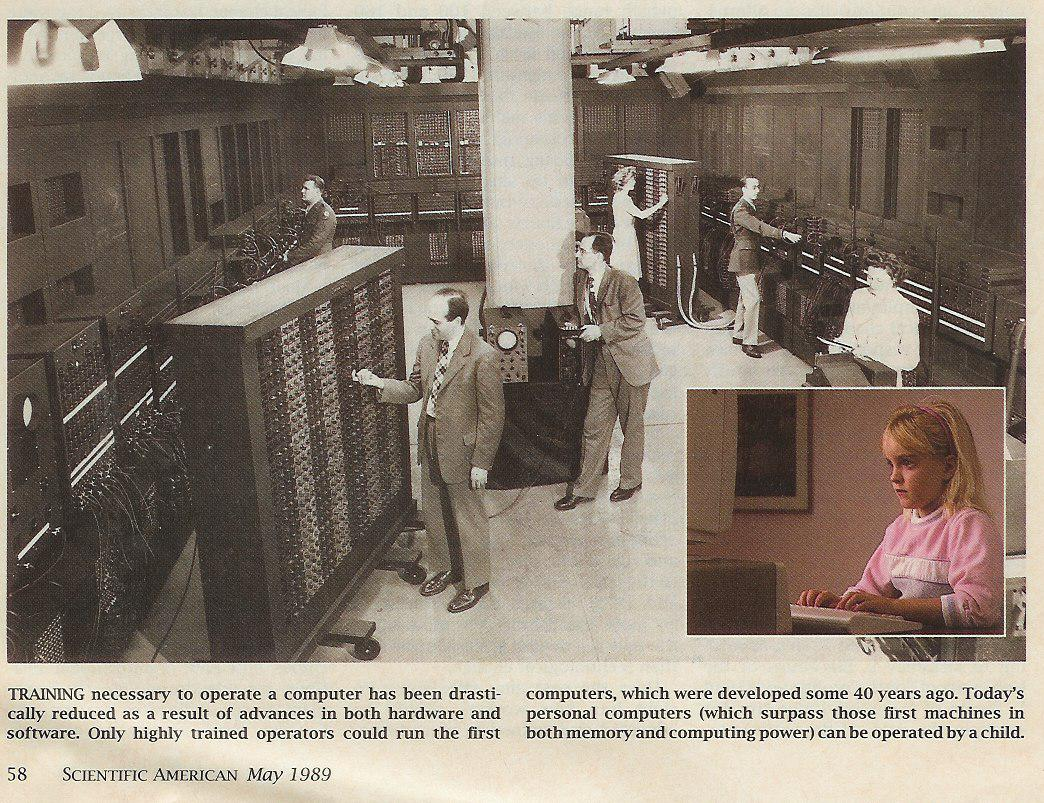 TRAINING necessary to operate a computer has been drasti-
cally reduced as a result of advances in both hardware and
software. Only highly trained operators could run the first
computers, which were developed some 40 years ago. Today's
personal computers (which surpass those first machines in
both memory and computing power) can be operated by a child.
58 SCIENTIFIC AMERICAN May 1989